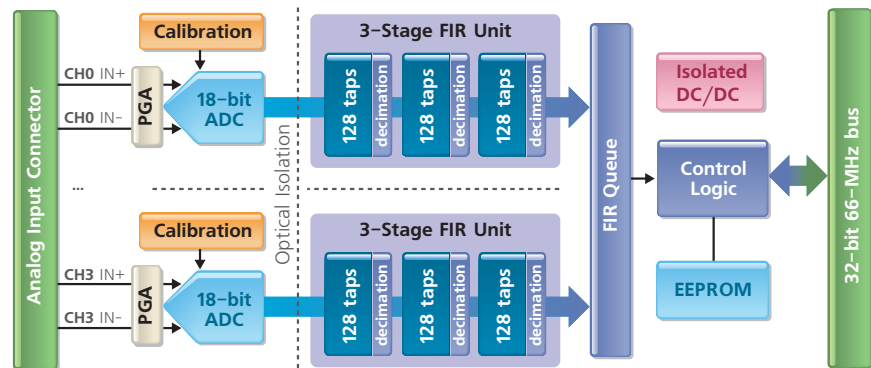 Analog Input Connector
CH0 IN+
CH0 IN-
...
CH3 IN+
CH3 IN-
Calibration
PGA
18-bit
ADC
Calibration
PGA
18-bit
ADC
Optical Isolation
3-Stage FIR Unit
128 taps
decimation
128 taps
decimation
128 taps
decimation
3-Stage FIR Unit
128 taps
decimation
128 taps
decimation
128 taps
decimation
FIR Queue
Isolated
DC/DC
Control
Logic
EEPROM
32-bit 66-MHz bus